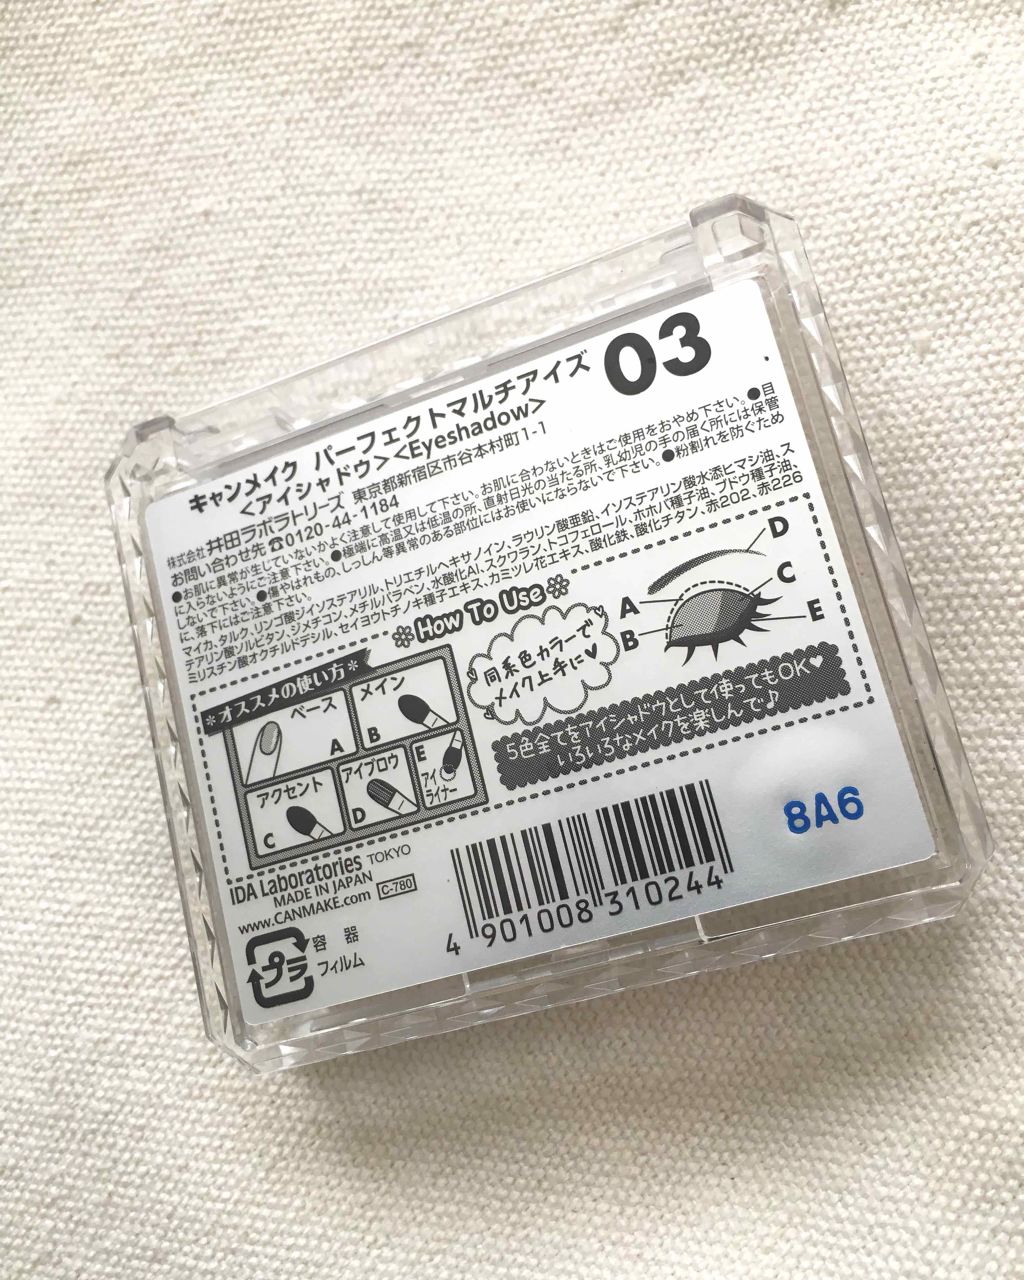 キャンメイク パーフェクトマルチアイズ
<アイシャドウ><Eyeshadow>
03
株式会社 井田ラボラトリーズ 東京都新宿区市谷本村町1-1
お問い合わせ先 ☎0120-44-1184
●お肌に異常が生じていないかよく注意して使用して下さい。お肌に合わないときはご使用をおやめ下さい。●目
に入らないようにご注意下さい。●極端に高温又は低温の所、直射日光の当たる所、乳幼児の手の届く所には保管
しないで下さい。●傷やはれもの、しっしん等異常のある部位にはお使いにならないで下さい。●粉割れを防ぐため
に、落下にはご注意下さい。
マイカ、タルク、リンゴ酸ジイソステアリル、トリエチルヘキサノイン、ラウリン酸亜鉛、イソステアリン酸水添ヒマシ油、ス
テアリン酸ソルビタン、ジメチコン、メチルパラベン、水酸化Al、スクワラン、トコフェロール、ホホバ種子油、ブドウ種子油、
ミリスチン酸オクチルドデシル、セイヨウトチノキ種子エキス、カミツレ花エキス、酸化鉄、酸化チタン、赤202、赤226
How To Use
*オススメの使い方*
ベース
A
メイン
B
アクセント
C
アイブロウ
D
E
アイ
ライナー
同系色カラーで
メイク上手に♥
A
B
C
D
E
5色全てをアイシャドウとして使ってもOK♥
いろいろなメイクを楽しんで♪
IDA Laboratories TOKYO
MADE IN JAPAN
www.CANMAKE.com C-780
プラ
容器
フィルム
4 901008 310244
8A6